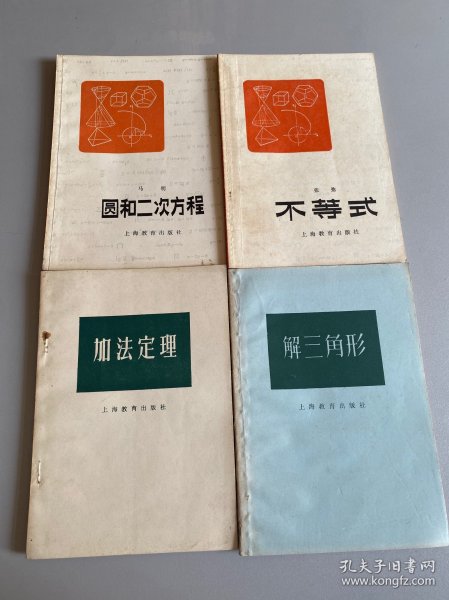 马明
圆和二次方程
上海教育出版社
张弛
不等式
上海教育出版社
加法定理
上海教育出版社
解三角形
上海教育出版社
孔夫子旧书网
www.kongfz.com